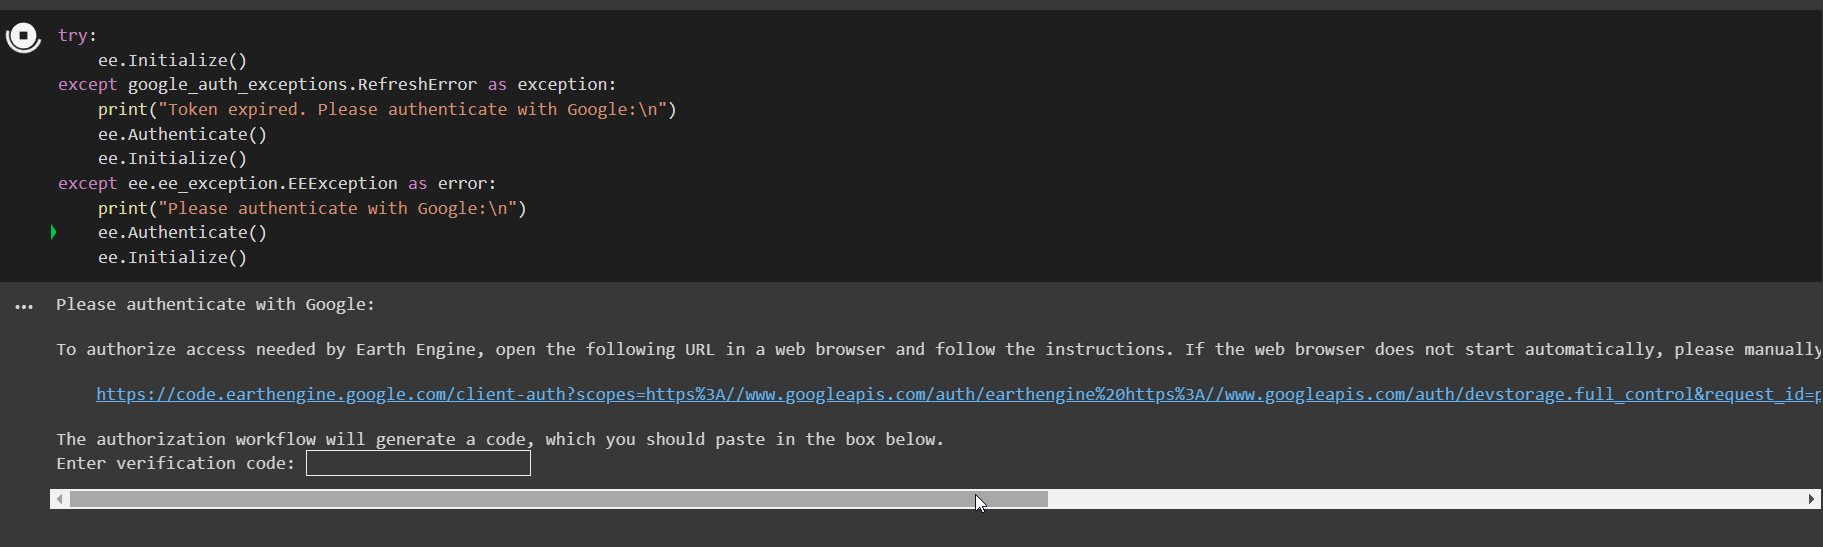 try:
    ee.Initialize()
except google_auth_exceptions.RefreshError as exception:
    print("Token expired. Please authenticate with Google:\n")
    ee.Authenticate()
    ee.Initialize()
except ee.ee_exception.EEException as error:
    print("Please authenticate with Google:\n")
    ee.Authenticate()
    ee.Initialize()
... Please authenticate with Google:
To authorize access needed by Earth Engine, open the following URL in a web browser and follow the instructions. If the web browser does not start automatically, please manually
https://code.earthengine.google.com/client-auth?scopes=https%3A//www.googleapis.com/auth/earthengine%20https%3A//www.googleapis.com/auth/devstorage.full_control&request_id=p
The authorization workflow will generate a code, which you should paste in the box below.
Enter verification code: